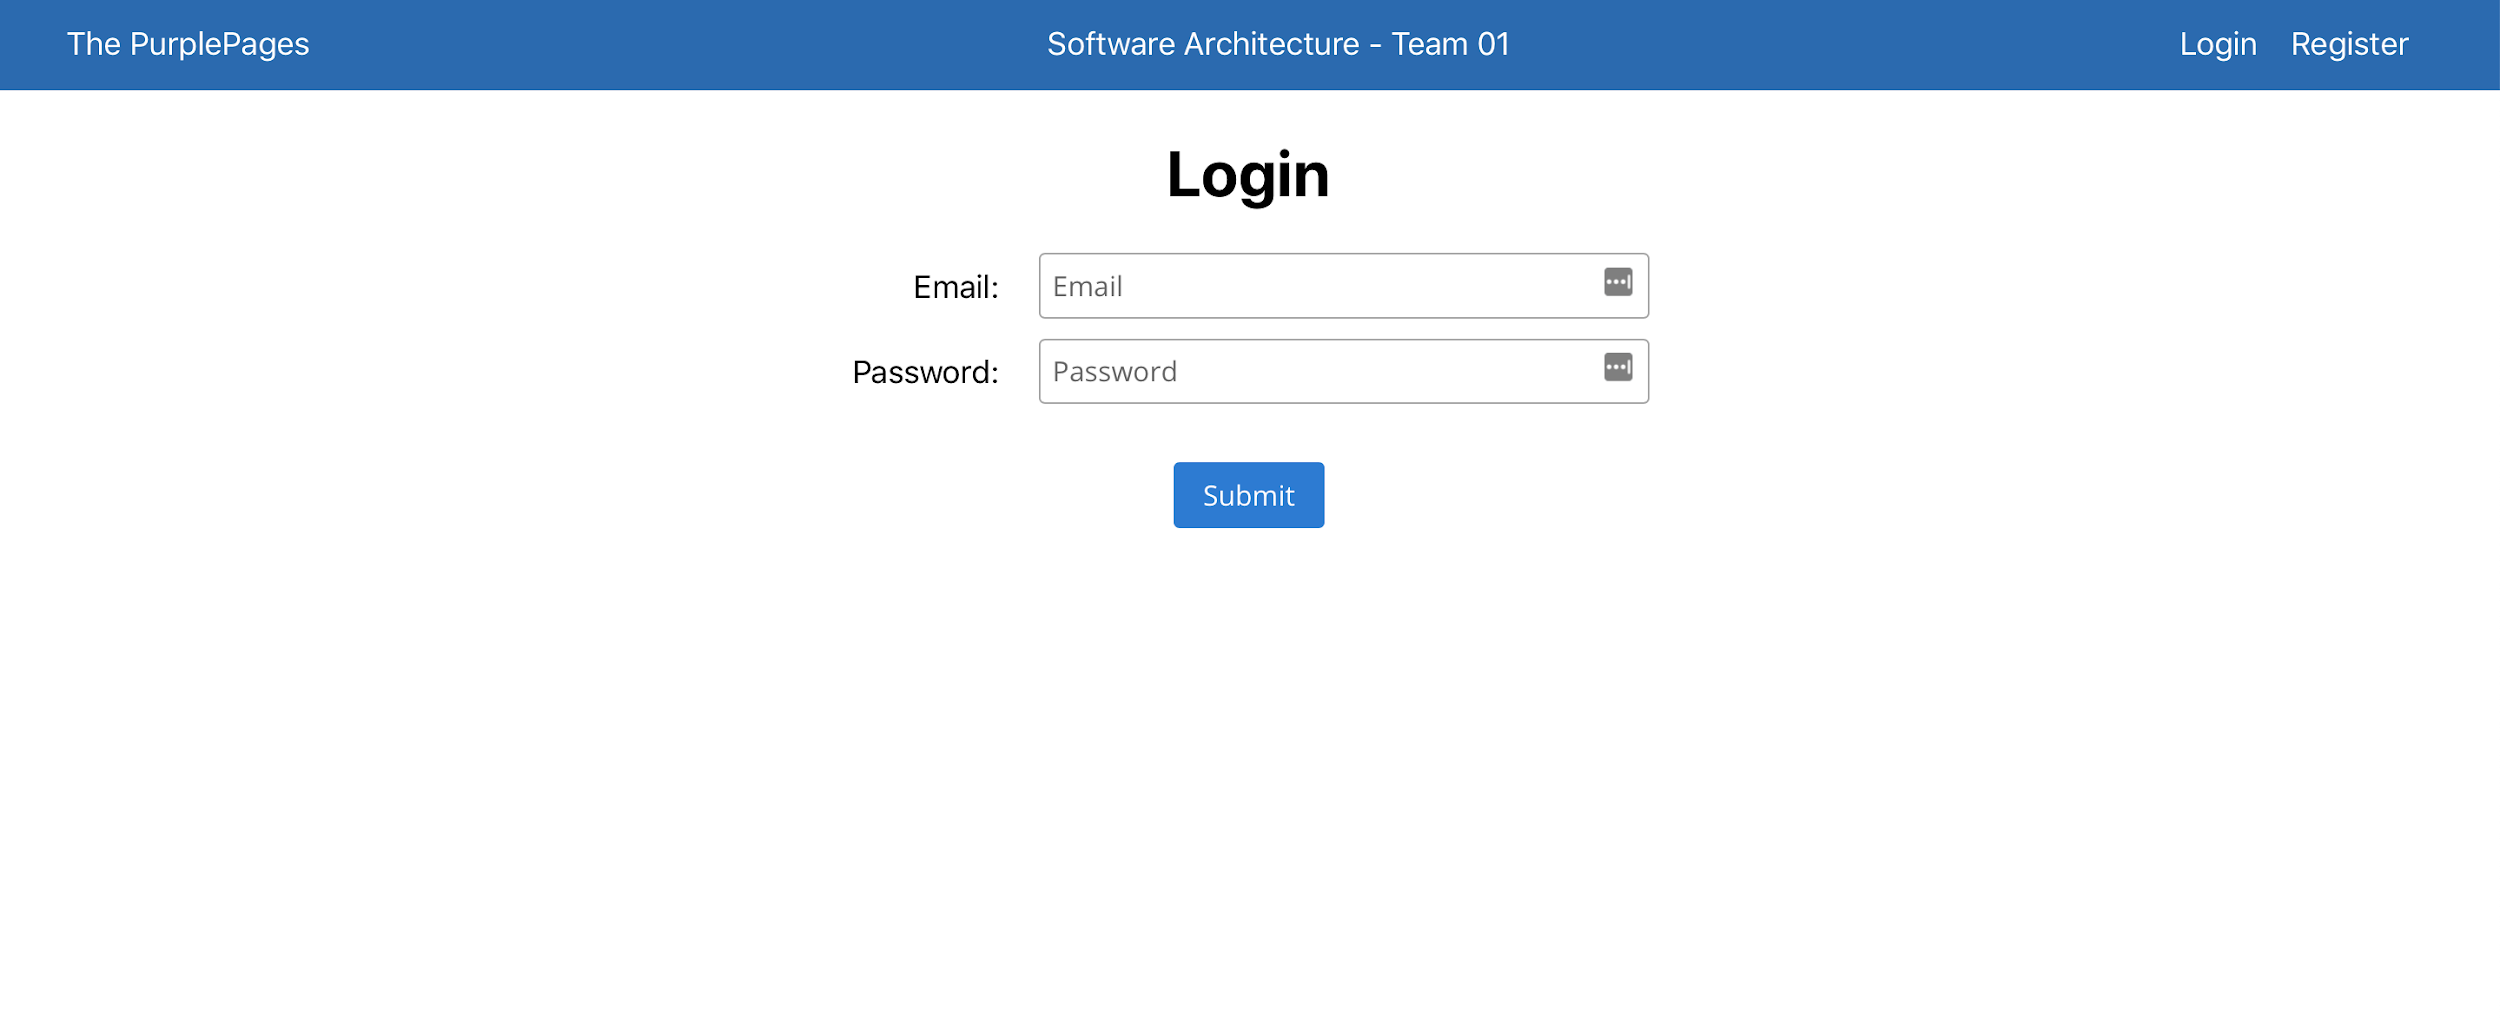 The PurplePages Software Architecture - Team 01 Login Register
Login
Email: Email
Password: Password
Submit